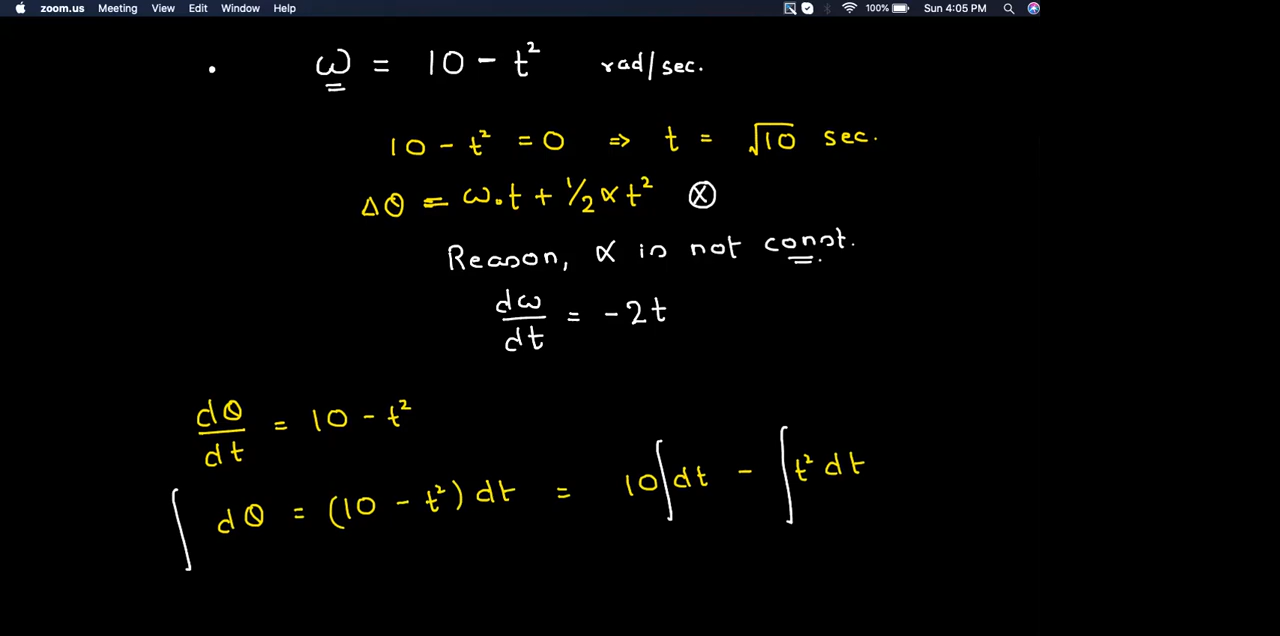 zoom.us Meeting View Edit Window Help 100% Sun 4:05 PM
. ω = 10 - t² rad/sec.
10 - t² = 0 ⇒ t = √10 sec.
Δθ = ω₀t + 1/2 αt² ⊗
Reason, α is not const.
dω/dt = -2t
dθ/dt = 10 - t²
∫ dθ = (10 - t²) dt = 10∫dt - ∫t² dt